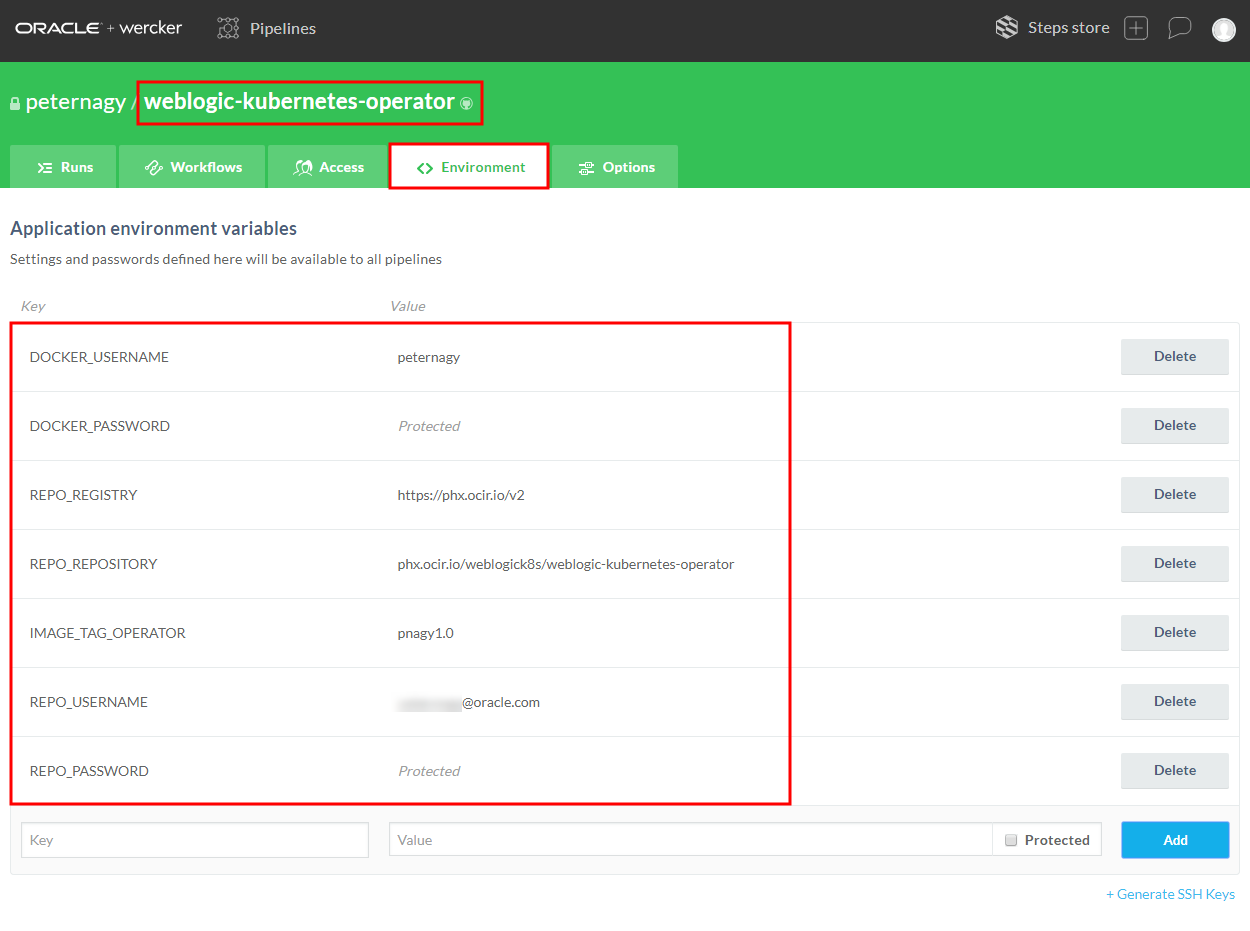 ORACLE + wercker Pipelines Steps store
peternagy / weblogic-kubernetes-operator
Runs Workflows Access Environment Options
Application environment variables
Settings and passwords defined here will be available to all pipelines
Key Value
DOCKER_USERNAME peternagy Delete
DOCKER_PASSWORD Protected Delete
REPO_REGISTRY https://phx.ocir.io/v2 Delete
REPO_REPOSITORY phx.ocir.io/weblogick8s/weblogic-kubernetes-operator Delete
IMAGE_TAG_OPERATOR pnagy1.0 Delete
REPO_USERNAME @oracle.com Delete
REPO_PASSWORD Protected Delete
Key Value Protected Add
+ Generate SSH Keys